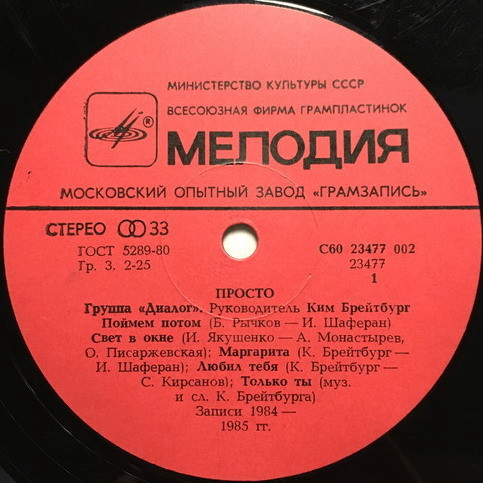 МИНИСТЕРСТВО КУЛЬТУРЫ СССР
ВСЕСОЮЗНАЯ ФИРМА ГРАМПЛАСТИНОК
®
МЕЛОДИЯ
МОСКОВСКИЙ ОПЫТНЫЙ ЗАВОД «ГРАМЗАПИСЬ»
СТЕРЕО 33
ГОСТ 5289-80
Гр. 3. 2-25
С60 23477 002
23477
1
ПРОСТО
Группа «Диалог». Руководитель Ким Брейтбург
Поймем потом (Б. Рычков — И. Шаферан)
Свет в окне (И. Якушенко — А. Монастырев,
О. Писаржевская); Маргарита (К. Брейтбург —
И. Шаферан); Любил тебя (К. Брейтбург —
С. Кирсанов); Только ты (муз.
и сл. К. Брейтбурга)
Записи 1984 —
1985 гг.